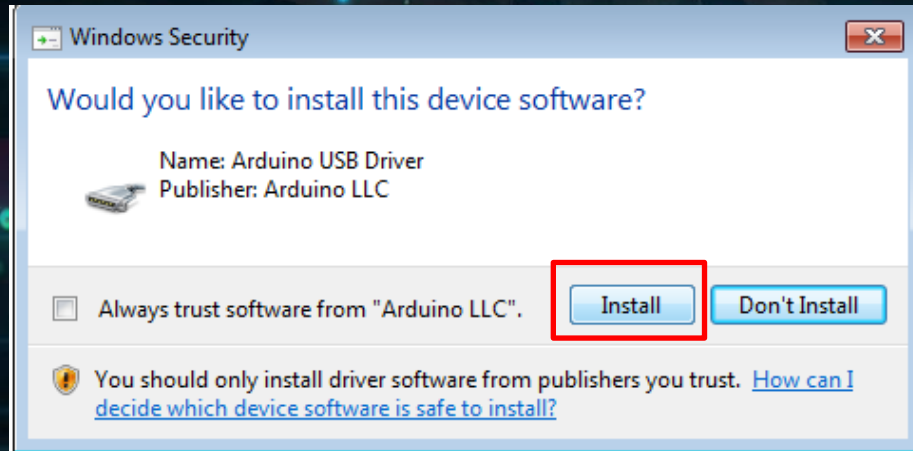 Windows Security
Would you like to install this device software?
Name: Arduino USB Driver
Publisher: Arduino LLC
Always trust software from "Arduino LLC".
Install
Don't Install
You should only install driver software from publishers you trust. How can I
decide which device software is safe to install?